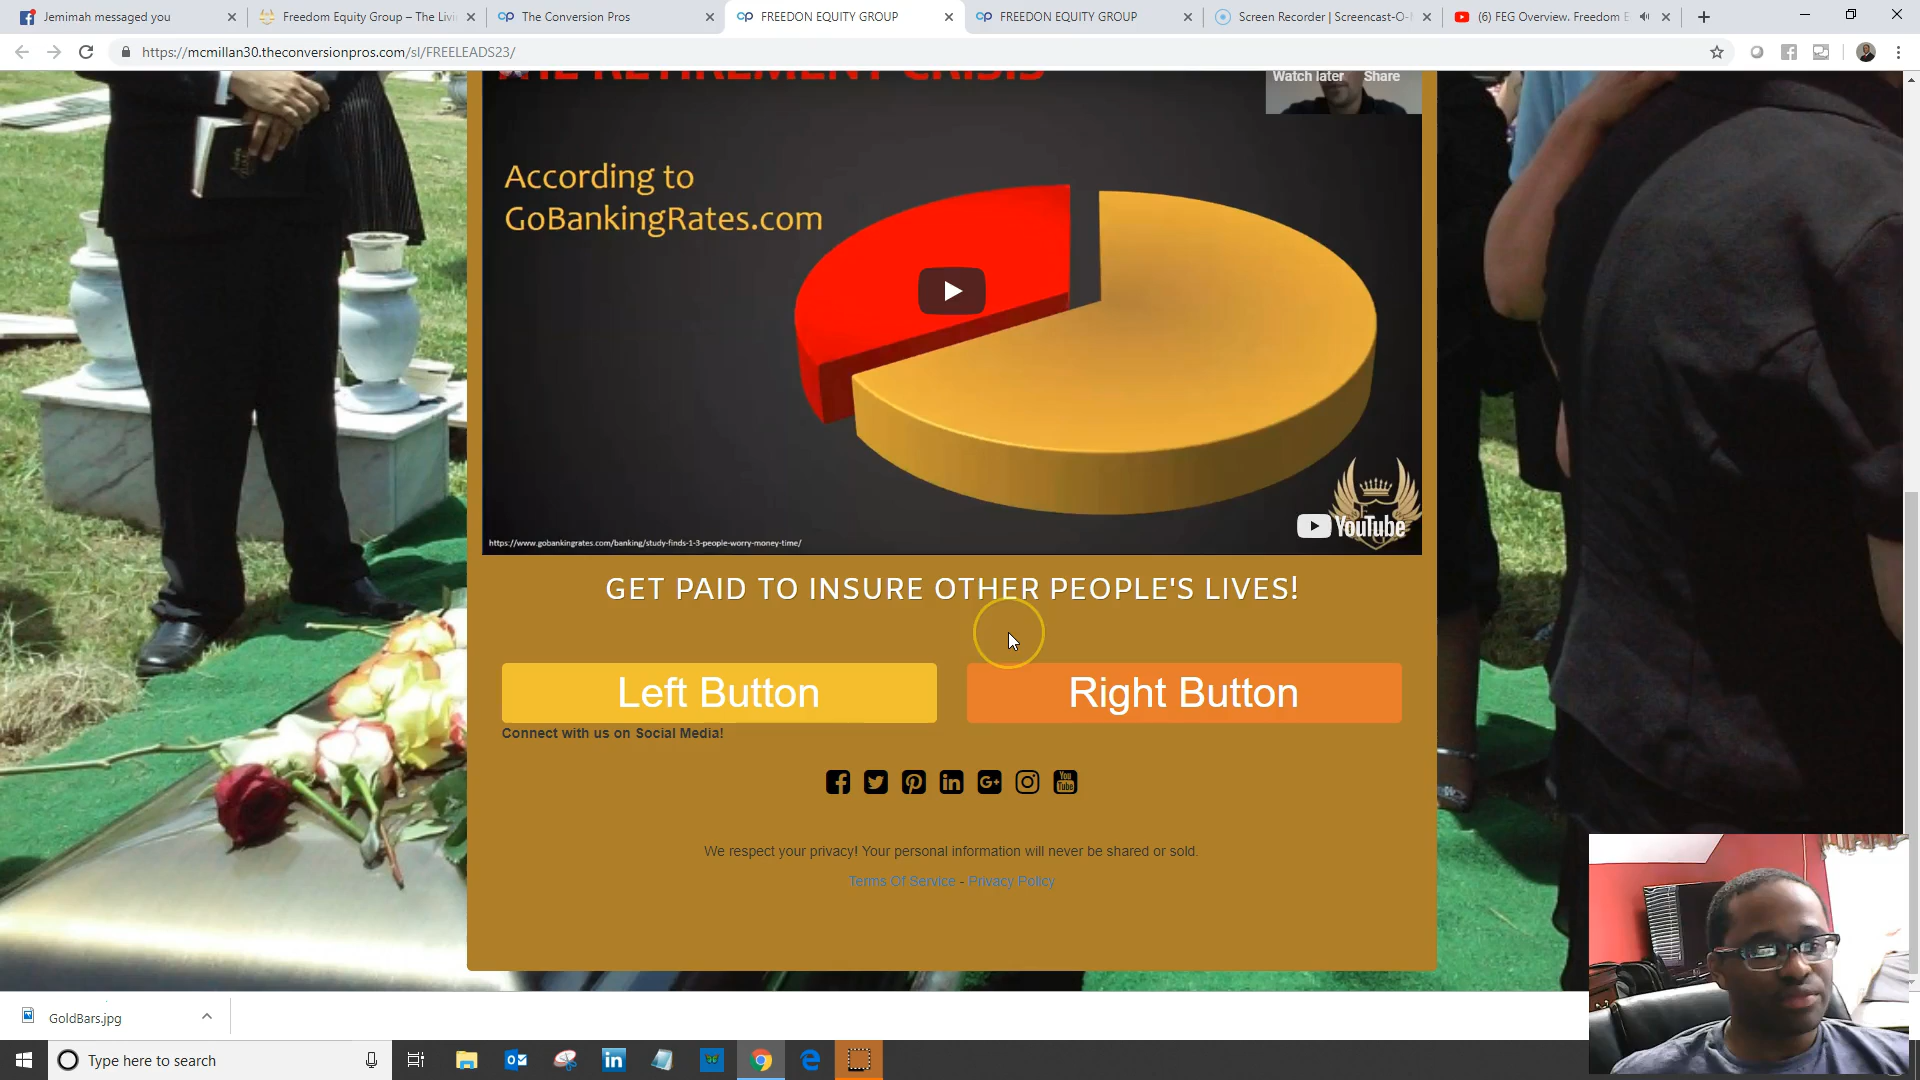 Jemimah messaged you
Freedom Equity Group – The Livi
The Conversion Pros
FREEDON EQUITY GROUP
FREEDON EQUITY GROUP
Screen Recorder | Screencast-O-
(6) FEG Overview. Freedom E
https://mcmillan30.theconversionpros.com/sl/FREELEADS23/
THE RETIREMENT CRISIS
Watch later Share
According to
GoBankingRates.com
YouTube
https://www.gobankingrates.com/banking/study-finds-1-3-people-worry-money-time/
GET PAID TO INSURE OTHER PEOPLE'S LIVES!
Left Button
Right Button
Connect with us on Social Media!
We respect your privacy! Your personal information will never be shared or sold.
Terms Of Service - Privacy Policy
GoldBars.jpg
Type here to search